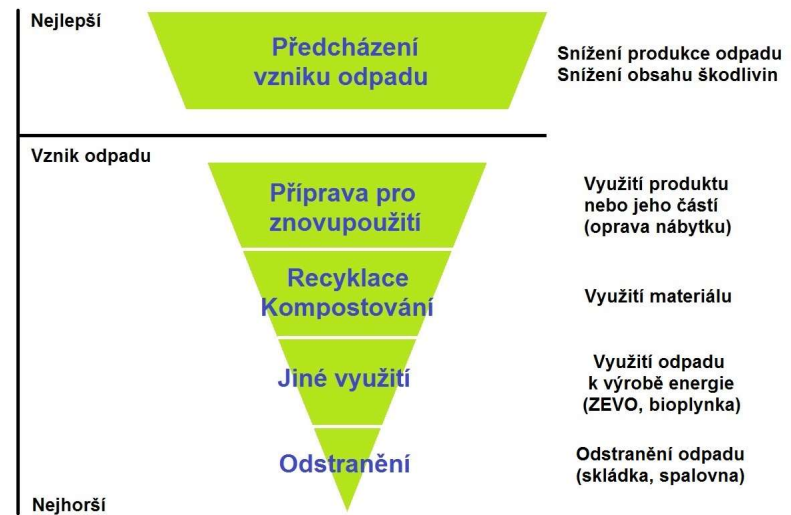 Nejlepší
Předcházení
vzniku odpadu
Snížení produkce odpadu
Snížení obsahu škodlivin
Vznik odpadu
Příprava pro
znovupoužití
Využití produktu
nebo jeho částí
(oprava nábytku)
Recyklace
Kompostování
Využití materiálu
Jiné využití
Využití odpadu
k výrobě energie
(ZEVO, bioplynka)
Odstranění
Odstranění odpadu
(skládka, spalovna)
Nejhorší